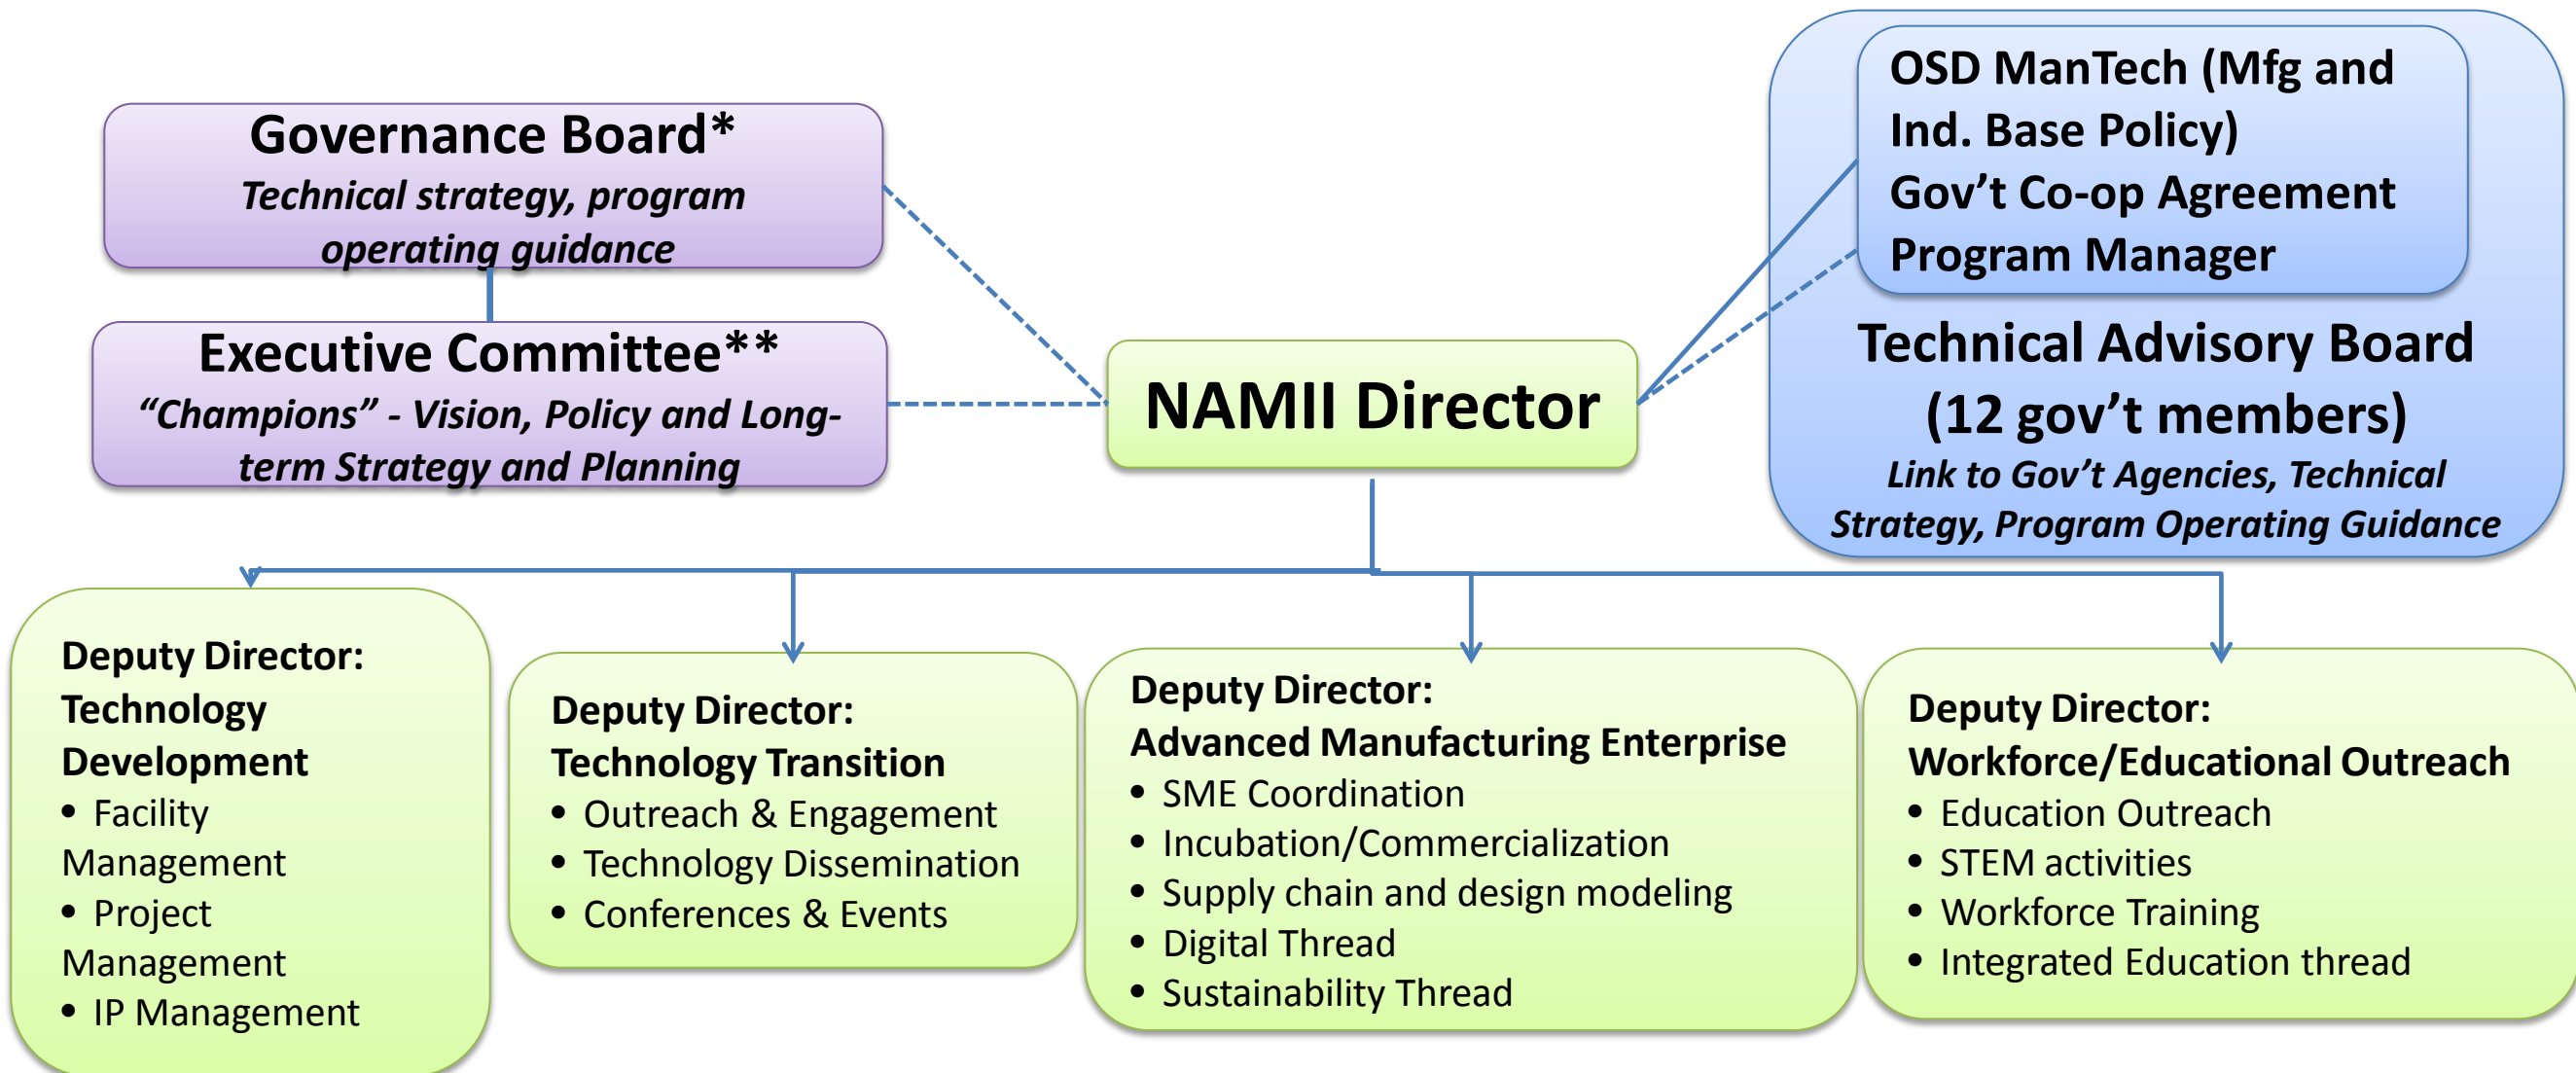 Governance Board*
Technical strategy, program
operating guidance
Executive Committee**
“Champions” - Vision, Policy and Long-
term Strategy and Planning
NAMII Director
OSD ManTech (Mfg and
Ind. Base Policy)
Gov’t Co-op Agreement
Program Manager
Technical Advisory Board
(12 gov’t members)
Link to Gov’t Agencies, Technical
Strategy, Program Operating Guidance
Deputy Director:
Technology
Development
• Facility
Management
• Project
Management
• IP Management
Deputy Director:
Technology Transition
• Outreach & Engagement
• Technology Dissemination
• Conferences & Events
Deputy Director:
Advanced Manufacturing Enterprise
• SME Coordination
• Incubation/Commercialization
• Supply chain and design modeling
• Digital Thread
• Sustainability Thread
Deputy Director:
Workforce/Educational Outreach
• Education Outreach
• STEM activities
• Workforce Training
• Integrated Education thread